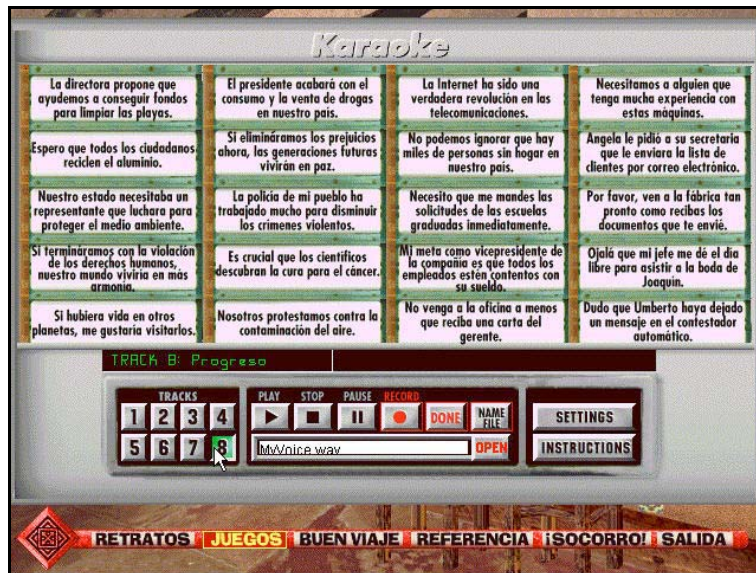 Karaoke
La directora propone que
ayudemos a conseguir fondos
para limpiar las playas.
El presidente acabará con el
consumo y la venta de drogas
en nuestro país.
La Internet ha sido una
verdadera revolución en las
telecomunicaciones.
Necesitamos a alguien que
tenga mucha experiencia con
estas máquinas.
Espero que todos los ciudadanos
reciclen el aluminio.
Si elimináramos los prejuicios
ahora, las generaciones futuras
vivirán en paz.
No podemos ignorar que hay
miles de personas sin hogar en
nuestro país.
Angela le pidió a su secretaria
que le enviara la lista de
clientes por correo electrónico.
Nuestro estado necesitaba un
representante que luchara para
proteger el medio ambiente.
La policía de mi pueblo ha
trabajado mucho para disminuir
los crímenes violentos.
Necesito que me mandes las
solicitudes de las escuelas
graduadas inmediatamente.
Por favor, ven a la fábrica tan
pronto como recibas los
documentos que te envié.
Si termináramos con la violación
de los derechos humanos,
nuestro mundo viviría en más
armonía.
Es crucial que los científicos
descubran la cura para el cáncer.
Mi meta como vicepresidente de
la compañía es que todos los
empleados estén contentos con
su sueldo.
Ojalá que mi jefe me dé el día
libre para asistir a la boda de
Joaquín.
Si hubiera vida en otros
planetas, me gustaría visitarlos.
Nosotros protestamos contra la
contaminación del aire.
No venga a la oficina a menos
que reciba una carta del
gerente.
Dudo que Umberto haya dejado
un mensaje en el contestador
automático.
TRACK 8: Progreso
TRACKS
1 2 3 4
5 6 7 8
PLAY STOP PAUSE RECORD
DONE NAME FILE
MyVoice.wav OPEN
SETTINGS
INSTRUCTIONS
RETRATOS JUEGOS BUEN VIAJE REFERENCIA ¡SOCORRO! SALIDA